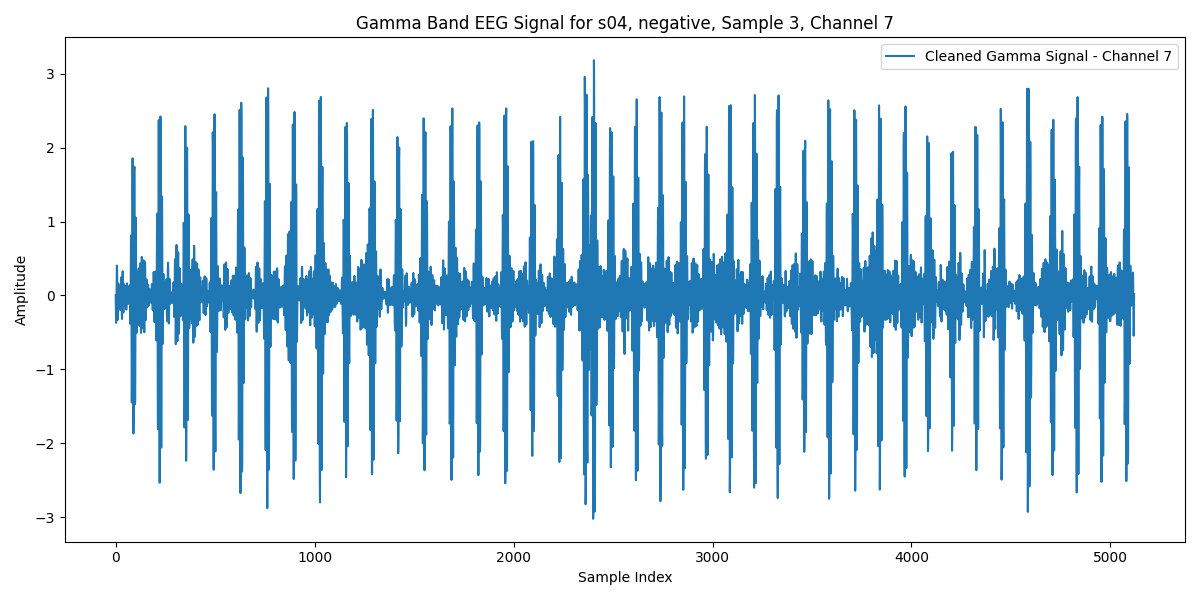 Gamma Band EEG Signal for s04, negative, Sample 3, Channel 7
Cleaned Gamma Signal - Channel 7
Amplitude
3
2
1
0
−1
−2
−3
0 1000 2000 3000 4000 5000
Sample Index